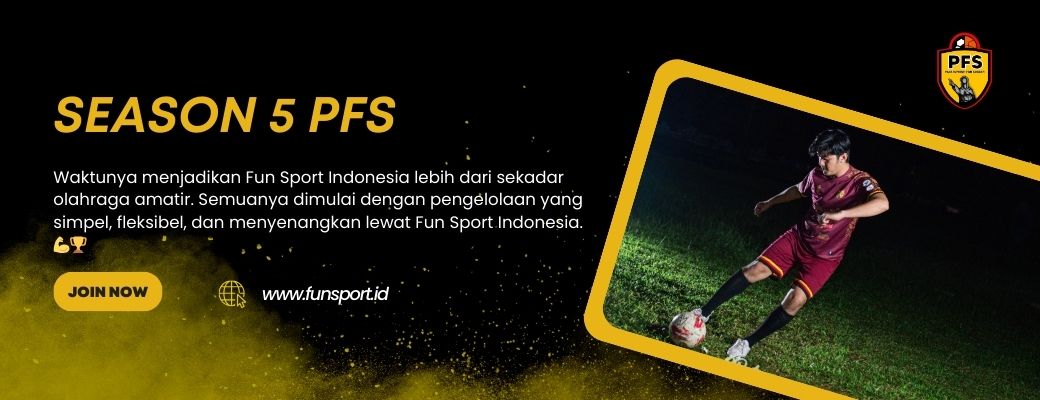 PFS
SEASON 5 PFS
Waktunya menjadikan Fun Sport Indonesia lebih dari sekadar
olahraga amatir. Semuanya dimulai dengan pengelolaan yang
simpel, fleksibel, dan menyenangkan lewat Fun Sport Indonesia.
💪🏆
JOIN NOW
www.funsport.id